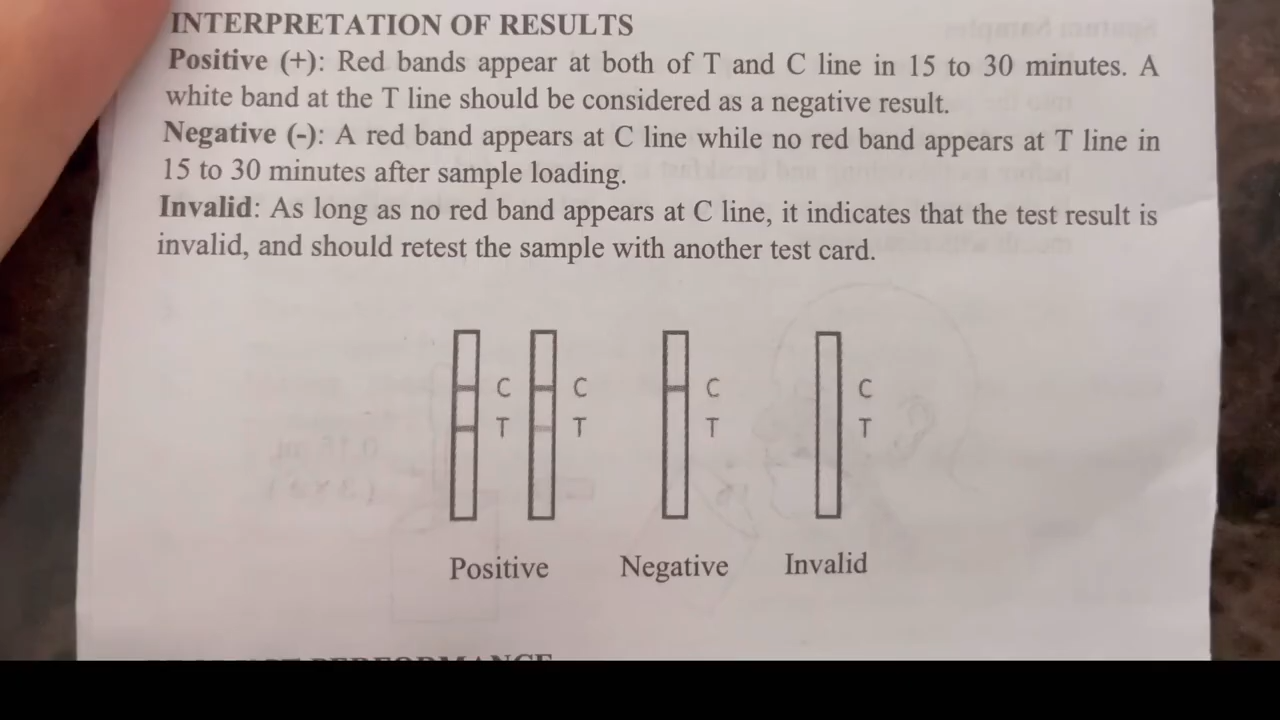 INTERPRETATION OF RESULTS
Positive (+): Red bands appear at both of T and C line in 15 to 30 minutes. A
white band at the T line should be considered as a negative result.
Negative (-): A red band appears at C line while no red band appears at T line in
15 to 30 minutes after sample loading.
Invalid: As long as no red band appears at C line, it indicates that the test result is
invalid, and should retest the sample with another test card.
C C C C
T T T T
Positive Negative Invalid